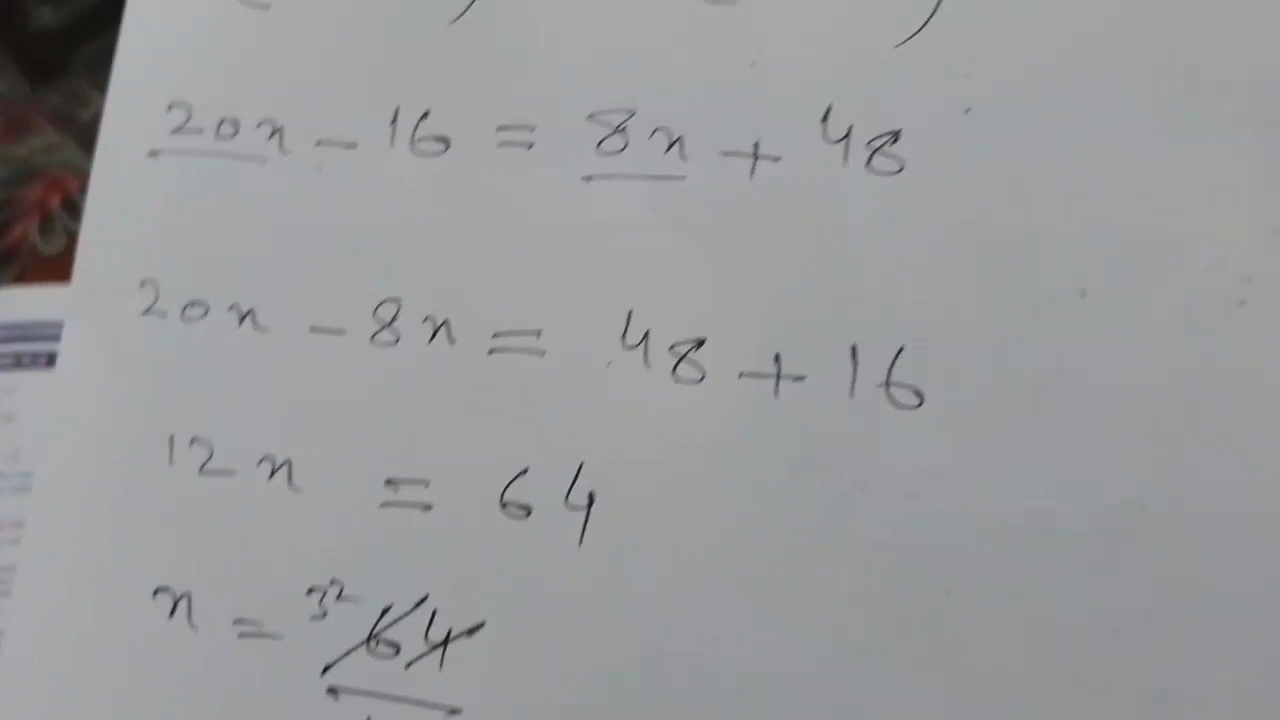 20x - 16 = 8x + 48
20x - 8x = 48 + 16
12x = 64
x = 32 64